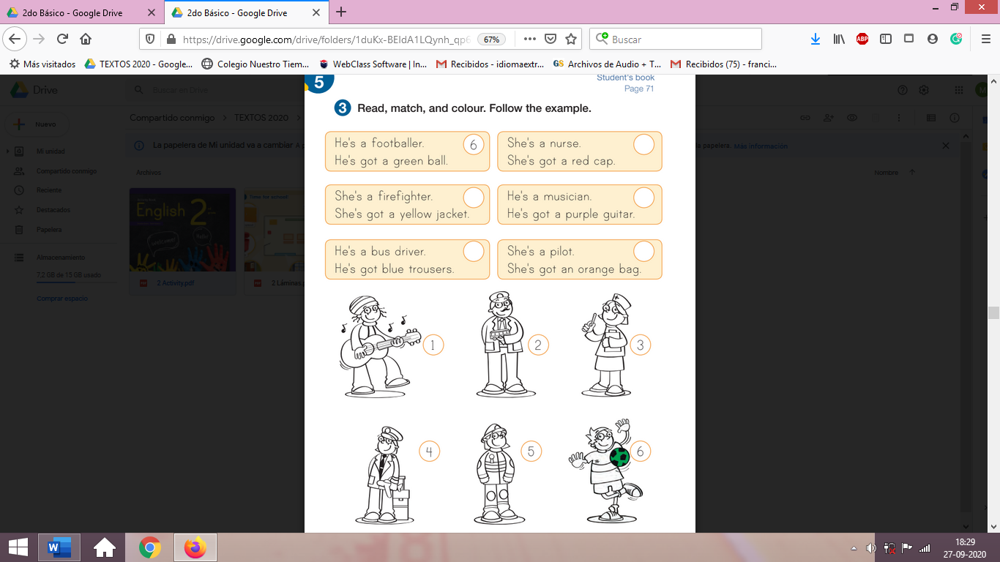 2do Básico - Google Drive
2do Básico - Google Drive
https://drive.google.com/drive/folders/1duKx-BEIdA1LQynh_qp
67%
Buscar
Más visitados
TEXTOS 2020 - Google...
Colegio Nuestro Tiem...
WebClass Software | In...
Recibidos - idiomaextr...
Archivos de Audio + T...
Recibidos (75) - franci...
Drive
Buscar en Drive
Nuevo
Mi unidad
Compartido conmigo
Reciente
Destacados
Papelera
Almacenamiento
7,2 GB de 15 GB usado
Comprar espacio
Compartido conmigo > TEXTOS 2020 >
La papelera de Mi unidad va a cambiar
papelera. Más información
Archivos
Nombre
English 2
2 Activity.pdf
Time for school!
2 Láminas.p
5
Student's book
Page 71
3 Read, match, and colour. Follow the example.
He's a footballer. 6
He's got a green ball.
She's a nurse.
She's got a red cap.
She's a firefighter.
She's got a yellow jacket.
He's a musician.
He's got a purple guitar.
He's a bus driver.
He's got blue trousers.
She's a pilot.
She's got an orange bag.
1
2
3
4
5
6
18:29
27-09-2020